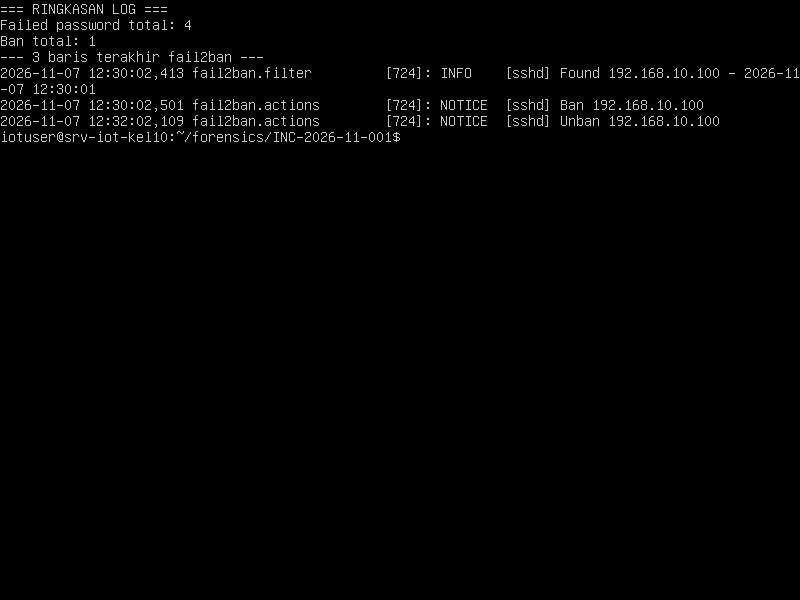 === RINGKASAN LOG ===
Failed password total: 4
Ban total: 1
--- 3 baris terakhir fail2ban ---
2026-11-07 12:30:02,413 fail2ban.filter         [724]: INFO    [sshd] Found 192.168.10.100 - 2026-11
-07 12:30:01
2026-11-07 12:30:02,501 fail2ban.actions        [724]: NOTICE  [sshd] Ban 192.168.10.100
2026-11-07 12:32:02,109 fail2ban.actions        [724]: NOTICE  [sshd] Unban 192.168.10.100
iotuser@srv-iot-kel10:~/forensics/INC-2026-11-001$